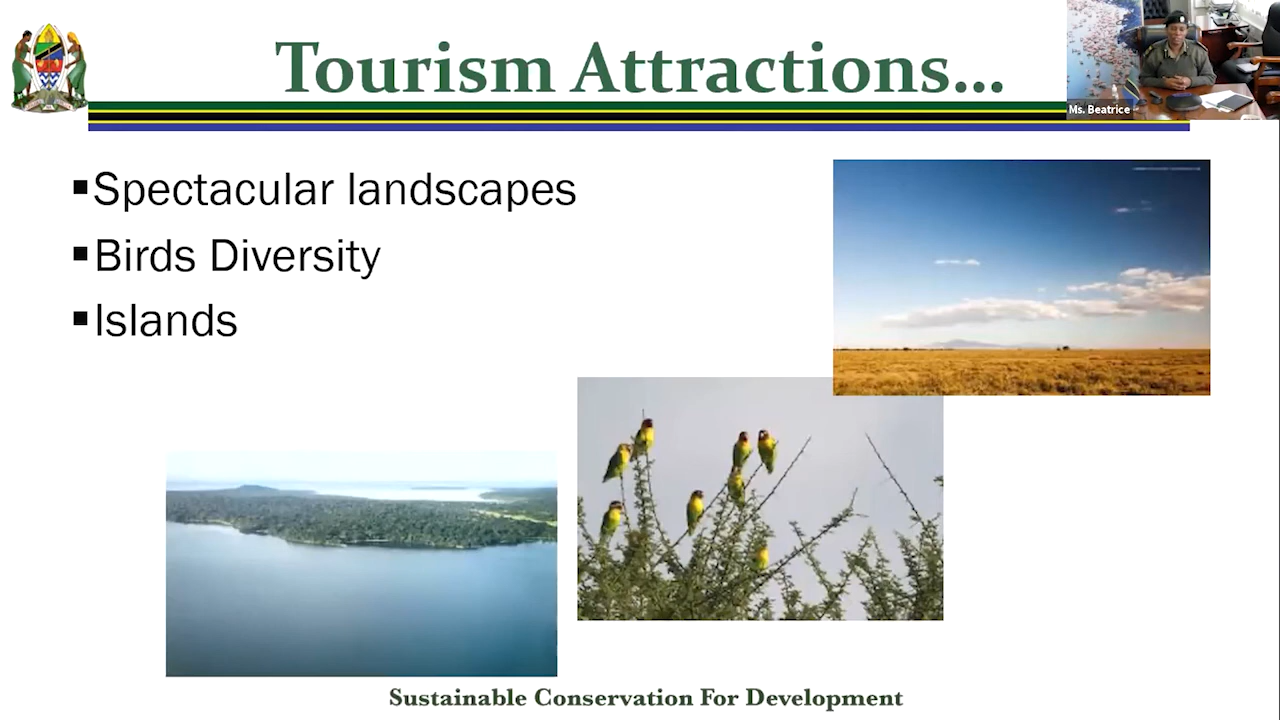 Tourism Attractions...
Ms. Beatrice
▪Spectacular landscapes
▪Birds Diversity
▪Islands
Sustainable Conservation For Development